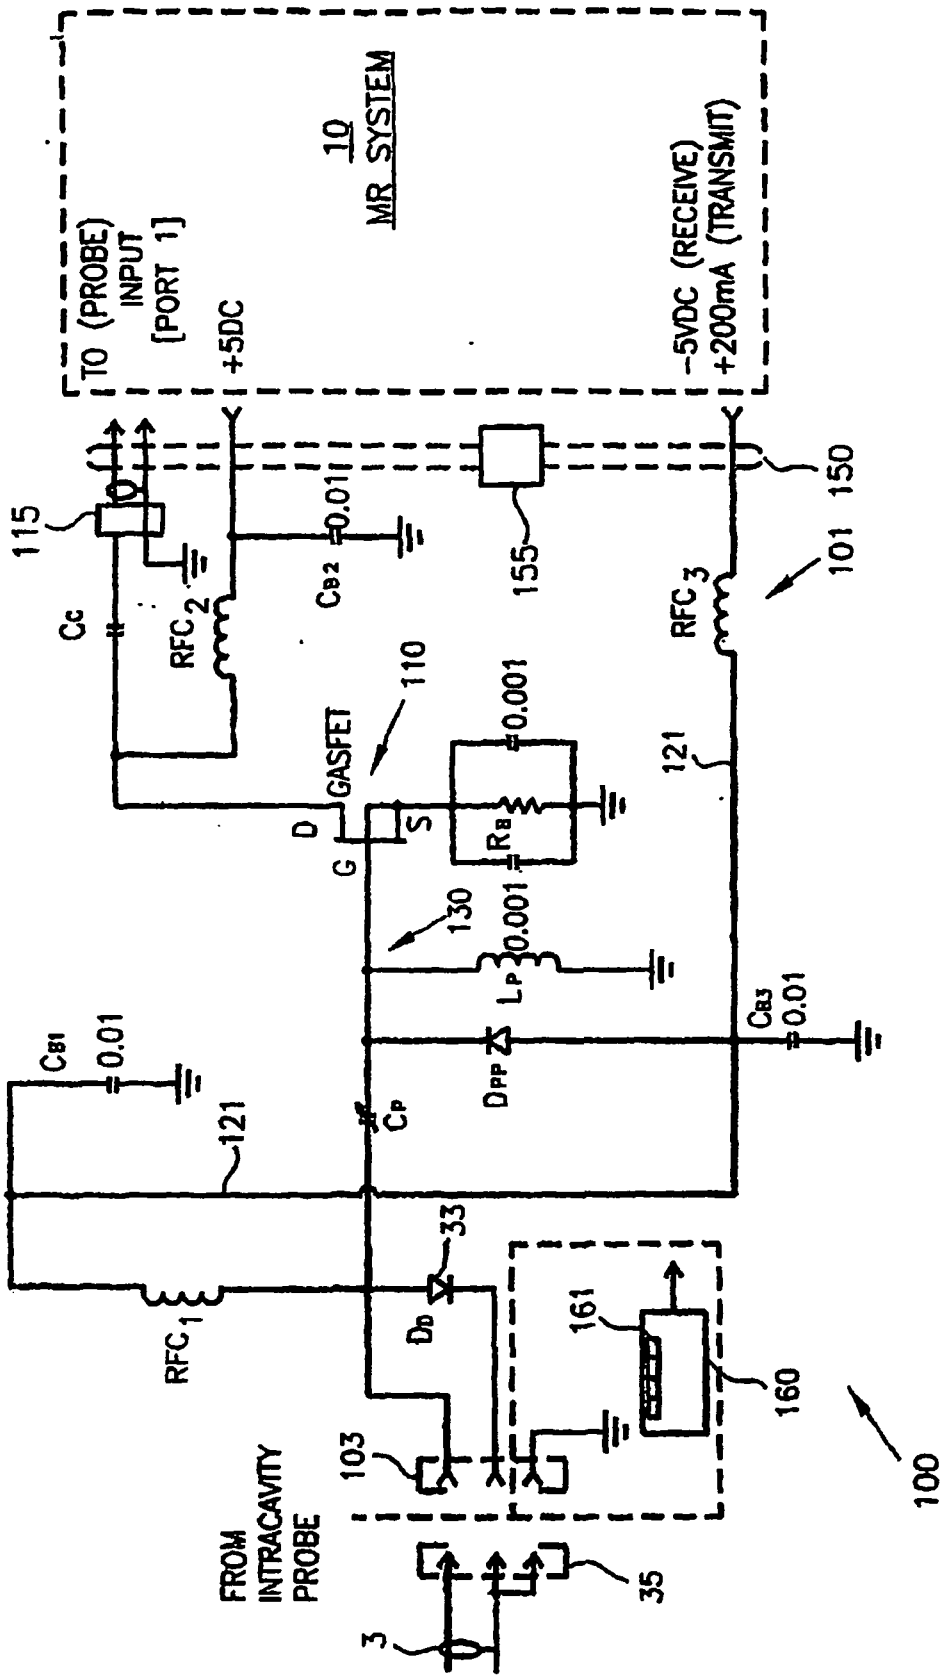 TO (PROBE)
INPUT
[PORT 1]
+5DC
10
MR SYSTEM
-5VDC (RECEIVE)
+200mA (TRANSMIT)
115
CC
RFC2
CB2
0.01
155
150
101
RFC3
GASFET
110
D
G
S
RB
0.001
0.001
121
130
LP
DPP
CB3
0.01
CB1
0.01
121
CP
RFC1
DD
33
161
160
103
FROM
INTRACAVITY
PROBE
3
35
100